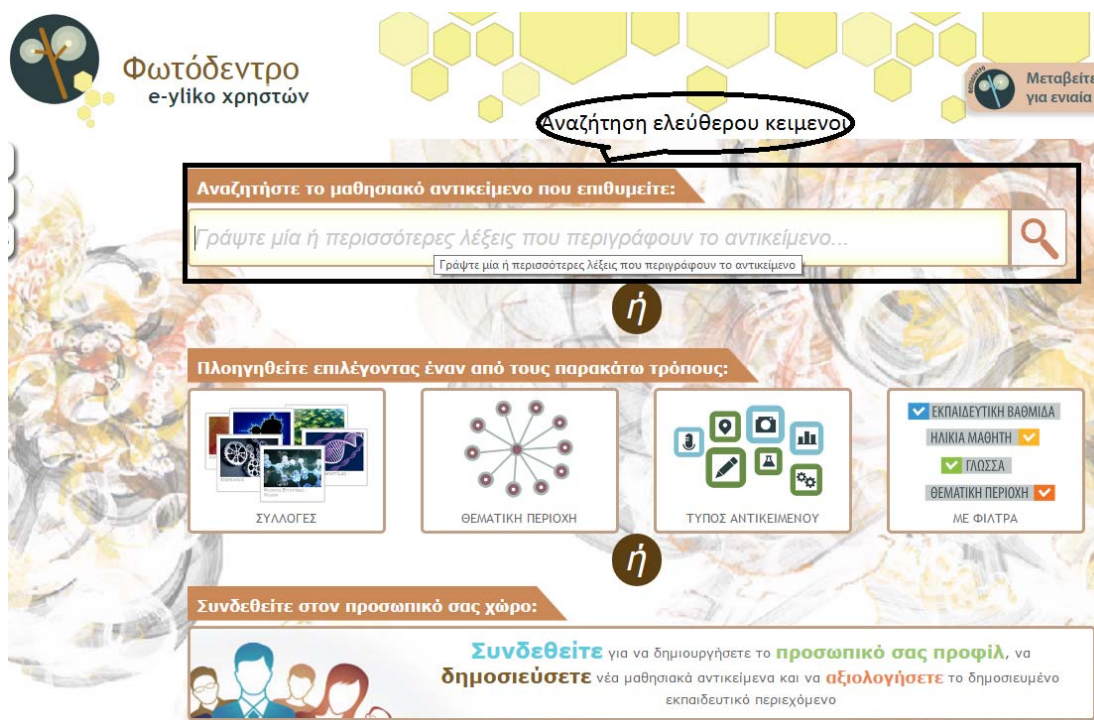 Φωτόδεντρο
e-yliko χρηστών
Μεταβείτε
για ενιαία
Αναζήτηση ελεύθερου κειμενου
Αναζητήστε το μαθησιακό αντικείμενο που επιθυμείτε:
Γράψτε μία ή περισσότερες λέξεις που περιγράφουν το αντικείμενο...
Γράψτε μία ή περισσότερες λέξεις που περιγράφουν το αντικείμενο
ή
Πλοηγηθείτε επιλέγοντας έναν από τους παρακάτω τρόπους:
ΣΥΛΛΟΓΕΣ
ΘΕΜΑΤΙΚΗ ΠΕΡΙΟΧΗ
ΤΥΠΟΣ ΑΝΤΙΚΕΙΜΕΝΟΥ
ΕΚΠΑΙΔΕΥΤΙΚΗ ΒΑΘΜΙΔΑ
ΗΛΙΚΙΑ ΜΑΘΗΤΗ
ΓΛΩΣΣΑ
ΘΕΜΑΤΙΚΗ ΠΕΡΙΟΧΗ
ΜΕ ΦΙΛΤΡΑ
ή
Συνδεθείτε στον προσωπικό σας χώρο:
Συνδεθείτε για να δημιουργήσετε το προσωπικό σας προφίλ, να
δημοσιεύσετε νέα μαθησιακά αντικείμενα και να αξιολογήσετε το δημοσιευμένο
εκπαιδευτικό περιεχόμενο